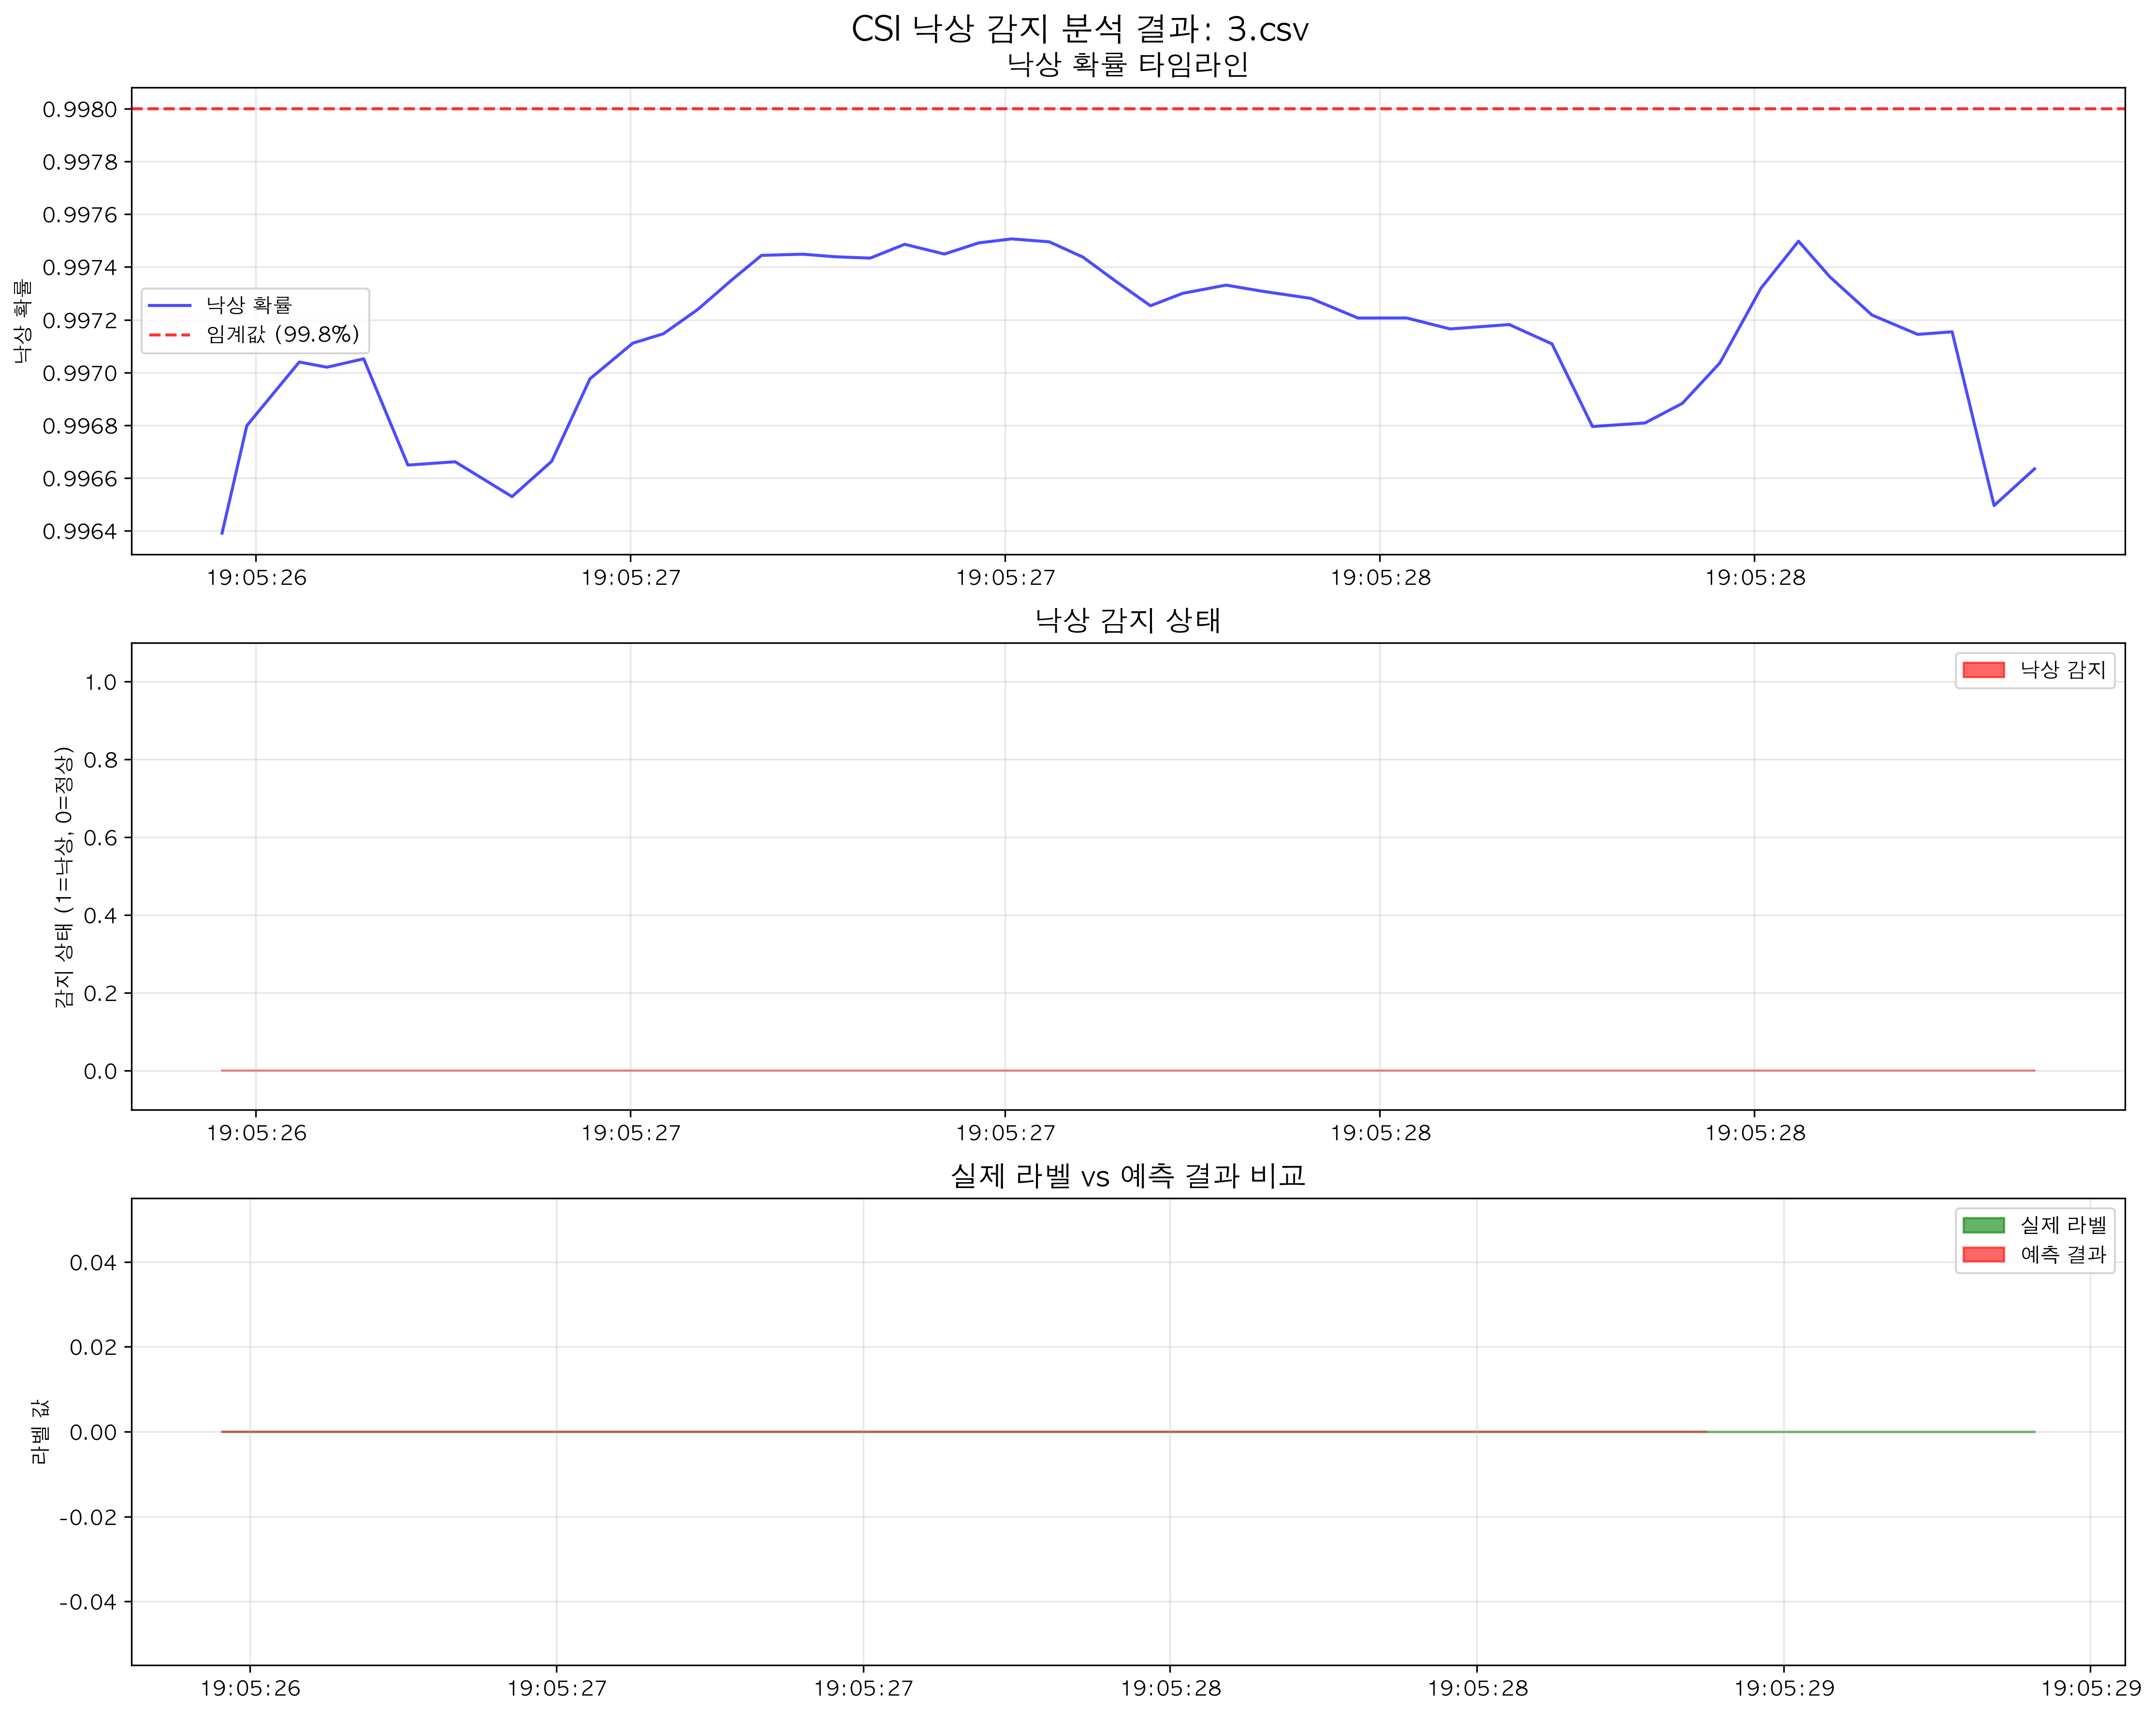 CSI 낙상 감지 분석 결과: 3.csv
낙상 확률 타임라인
낙상 확률
0.9980
0.9978
0.9976
0.9974
0.9972
0.9970
0.9968
0.9966
0.9964
낙상 확률
임계값 (99.8%)
19:05:26 19:05:27 19:05:27 19:05:28 19:05:28
낙상 감지 상태
감지 상태 (1=낙상, 0=정상)
1.0
0.8
0.6
0.4
0.2
0.0
낙상 감지
19:05:26 19:05:27 19:05:27 19:05:28 19:05:28
실제 라벨 vs 예측 결과 비교
라벨 값
0.04
0.02
0.00
-0.02
-0.04
실제 라벨
예측 결과
19:05:26 19:05:27 19:05:27 19:05:28 19:05:28 19:05:29 19:05:29